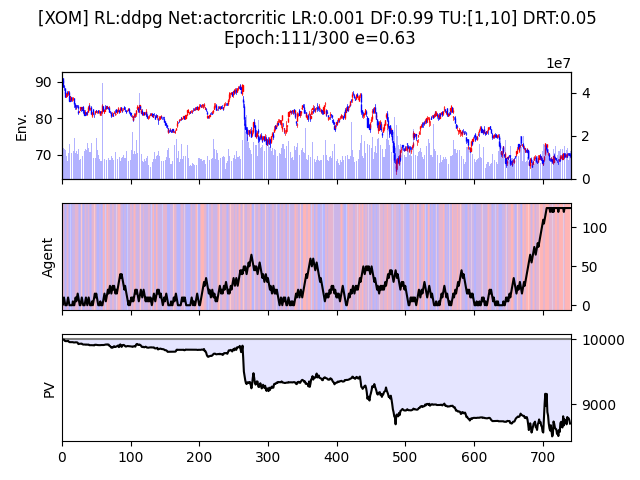 [XOM] RL:ddpg Net:actorcritic LR:0.001 DF:0.99 TU:[1,10] DRT:0.05
Epoch:111/300 e=0.63
1e7
90
80
70
Env.
4
2
0
Agent
100
50
0
PV
10000
9000
0 100 200 300 400 500 600 700